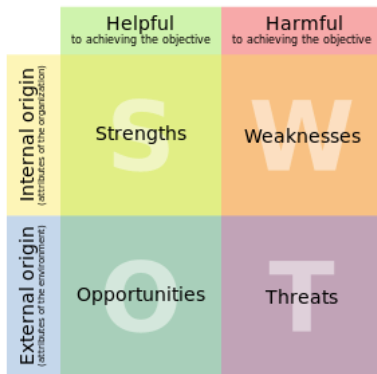 Helpful
to achieving the objective
Harmful
to achieving the objective
Internal origin
(attributes of the organization)
S
Strengths
W
Weaknesses
External origin
(attributes of the environment)
O
Opportunities
T
Threats